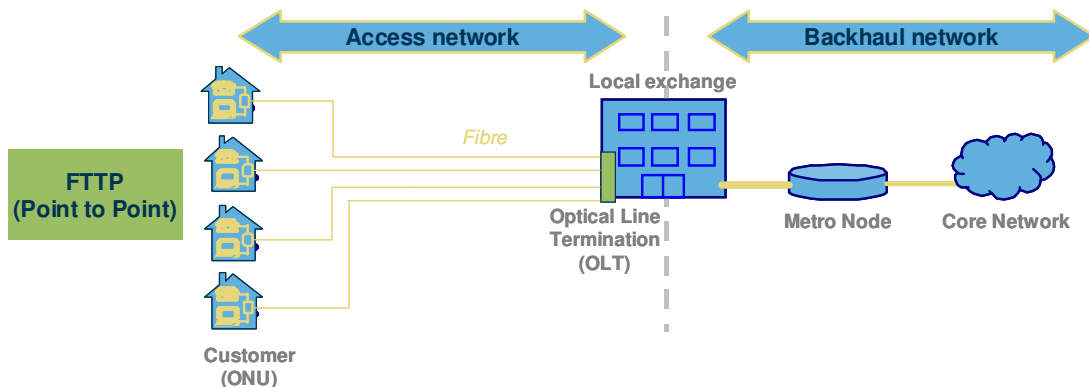 Access network
Backhaul network
Local exchange
Fibre
FTTP
(Point to Point)
Optical Line
Termination
(OLT)
Metro Node
Core Network
Customer
(ONU)